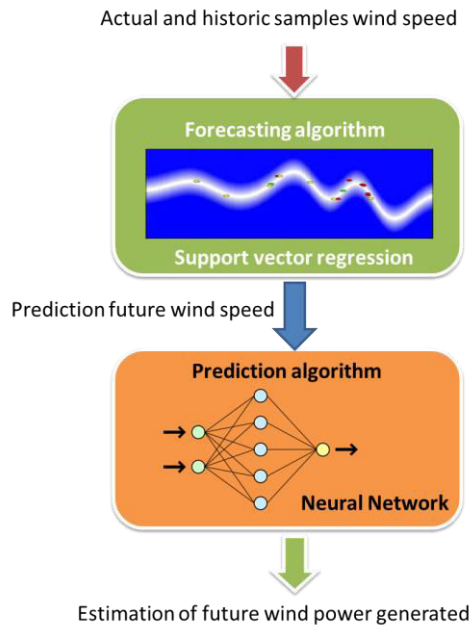 Actual and historic samples wind speed
Forecasting algorithm
Support vector regression
Prediction future wind speed
Prediction algorithm
Neural Network
Estimation of future wind power generated